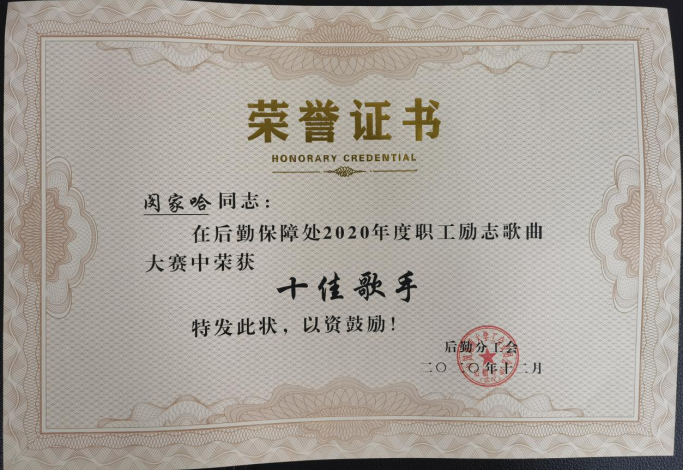 荣誉证书
HONORARY CREDENTIAL
闵家哈同志：
在后勤保障处2020年度职工励志歌曲
大赛中荣获
十佳歌手
特发此状，以资鼓励！
后勤分工会
二〇二〇年十二月